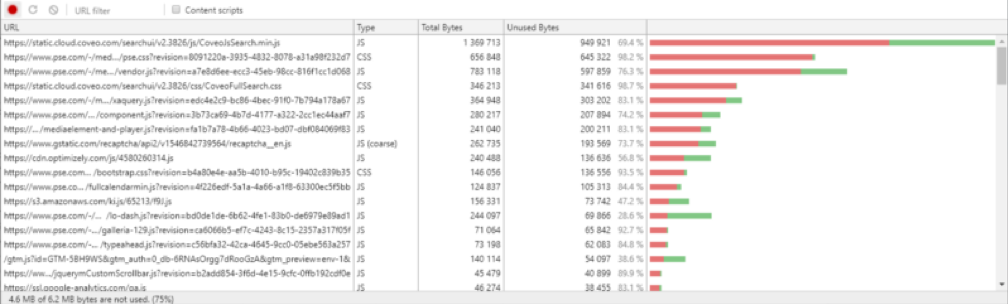 URL filter Content scripts
URL Type Total Bytes Unused Bytes
https://static.cloud.coveo.com/searchui/v2.3826/js/CoveoJsSearch.min.js JS 1 369 713 949 921 69.4 %
https://www.pse.com/-/med.../pse.css?revision=8091220a-3935-4832-8078-a31a98f232d7 CSS 656 848 645 322 98.2 %
https://www.pse.com/-/me.../vendor.js?revision=a7e8d6ee-ecc3-45eb-98cc-816f1cc1d068 JS 783 118 597 859 76.3 %
https://static.cloud.coveo.com/searchui/v2.3826/css/CoveoFullSearch.css CSS 346 213 341 616 98.7 %
https://www.pse.com/-/m.../xaquery.js?revision=edc4e2c9-bc86-4bec-91f0-7b794a178a67 JS 364 948 303 202 83.1 %
https://www.pse.com/.../component.js?revision=3b73ca69-4b7d-4177-a322-2cc1ec44aaf7 JS 280 217 207 894 74.2 %
https://.../mediaelement-and-player.js?revision=fa1b7a78-4b66-4023-bd07-dbf084069f83 JS 241 040 200 211 83.1 %
https://www.gstatic.com/recaptcha/api2/v1546842739564/recaptcha__en.js JS (coarse) 262 735 193 569 73.7 %
https://cdn.optimizely.com/js/4580260314.js JS 240 488 136 636 56.8 %
https://www.pse.com... /bootstrap.css?revision=b4a80e4e-aa5b-4010-b95c-19402c839b35 CSS 146 056 136 556 93.5 %
https://www.pse.co... /fullcalendarmin.js?revision=4f226edf-5a1a-4a66-a1f8-63300ec5f5bb JS 124 837 105 313 84.4 %
https://s3.amazonaws.com/ki.js/65213/f9J.js JS 156 331 73 742 47.2 %
https://www.pse.com/-/... /lo-dash.js?revision=bd0de1de-6b62-4fe1-83b0-de6979e89ad1 JS 244 097 69 866 28.6 %
https://www.pse.com/-.../galleria-129.js?revision=ca6066b5-ef7c-4243-8c15-2357a317f05f JS 71 064 65 842 92.7 %
https://www.pse.com/-... /typeahead.js?revision=c56bfa32-42ca-4645-9cc0-05ebe563a257 JS 73 198 62 083 84.8 %
/gtm.js?id=GTM-5BH9WS&gtm_auth=0_db-6RNAsOrgg7dRooGzA&gtm_preview=env-1& JS 140 114 54 097 38.6 %
https://ww.../jquerymCustomScrollbar.js?revision=b2add854-3f6d-4e15-9cfc-0ffb192cdf0e JS 45 479 40 899 89.9 %
https://ssl.google-analytics.com/ga.js JS 46 274 38 455 83.1 %
4.6 MB of 6.2 MB bytes are not used. (75%)